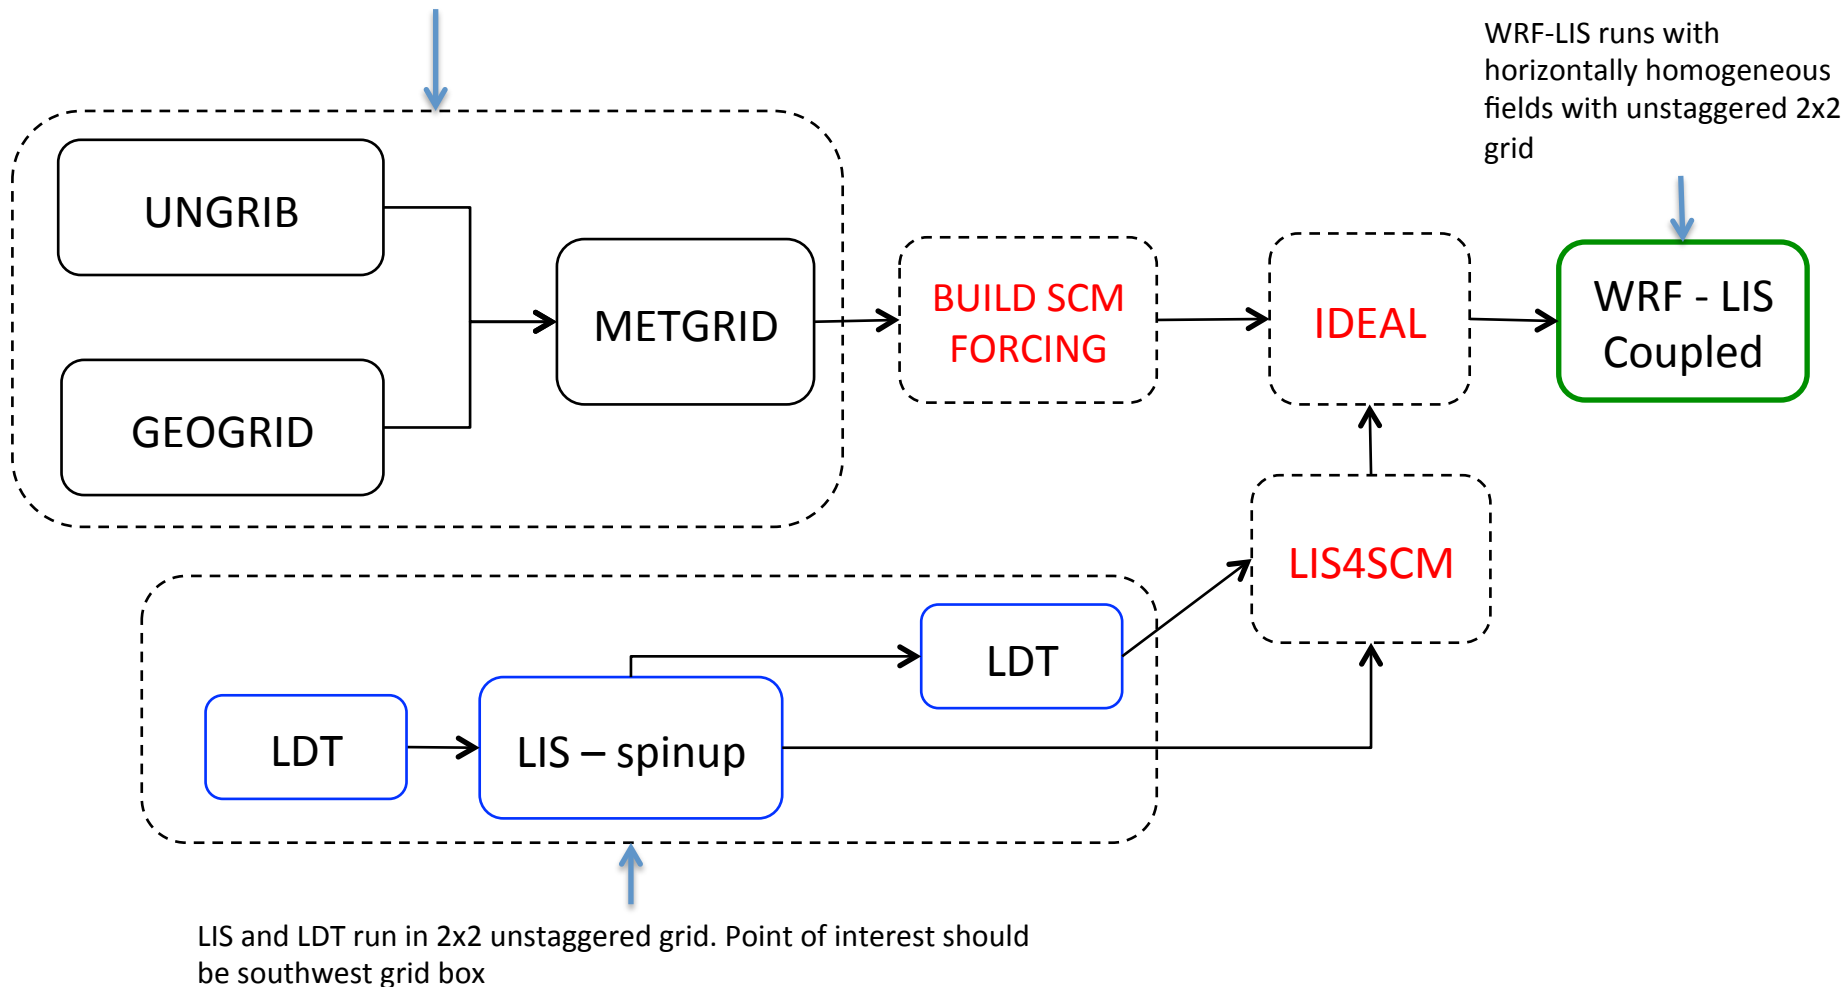 WRF-LIS runs with
horizontally homogeneous
fields with unstaggered 2x2
grid
UNGRIB
GEOGRID
METGRID
BUILD SCM
FORCING
IDEAL
WRF - LIS
Coupled
LIS4SCM
LDT
LIS – spinup
LDT
LIS and LDT run in 2x2 unstaggered grid. Point of interest should
be southwest grid box